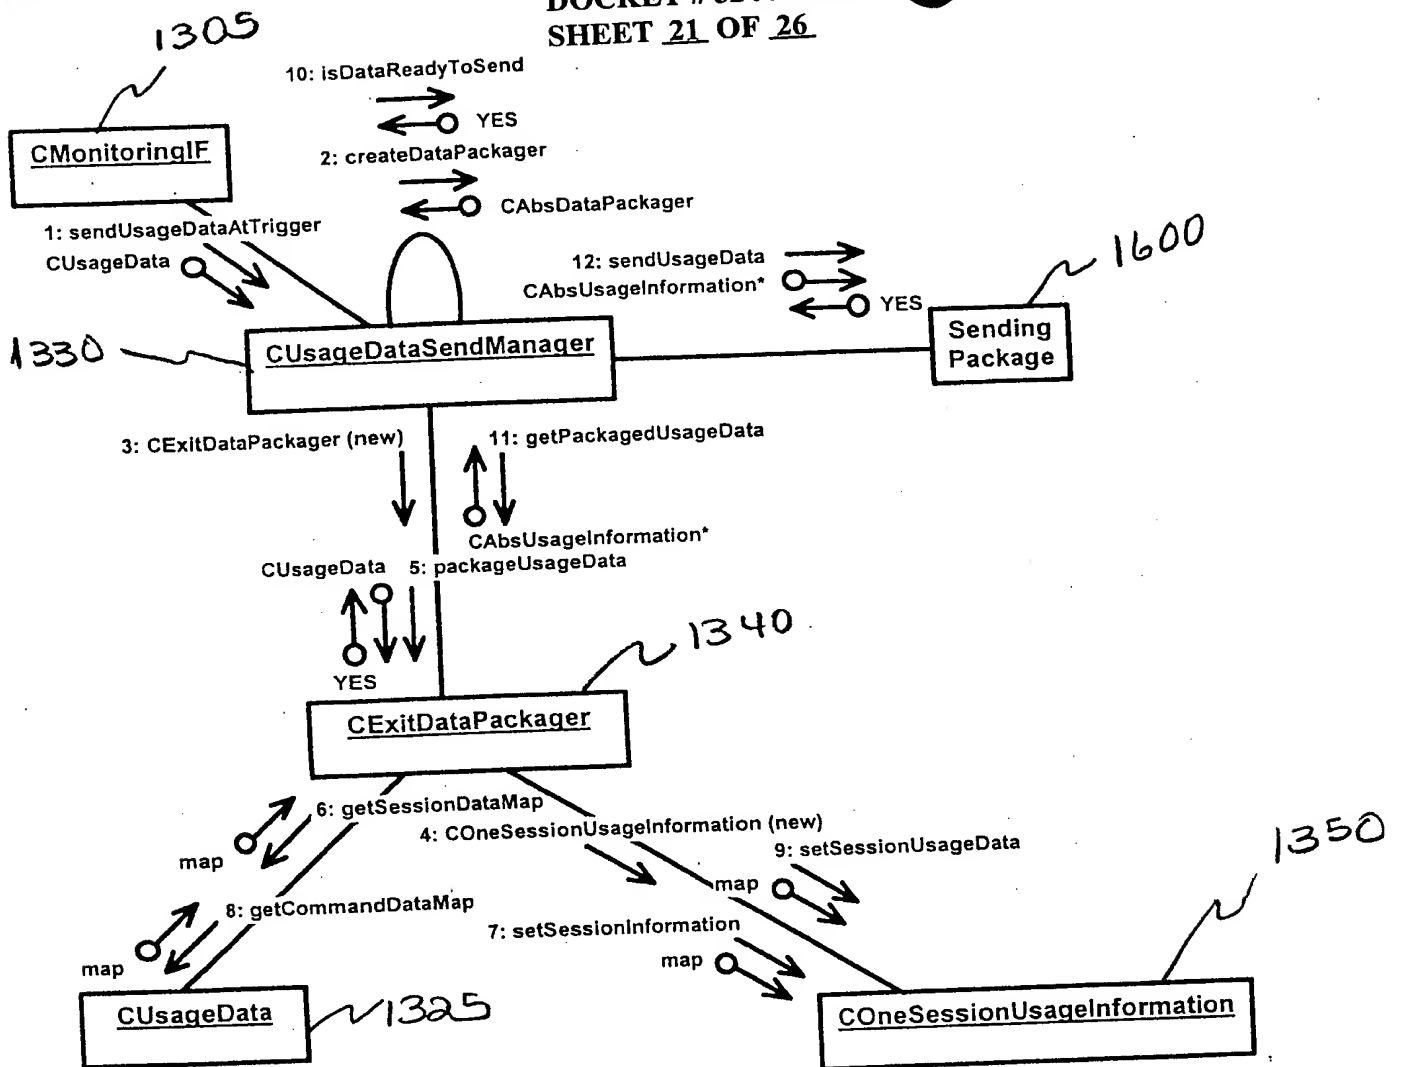 SHEET 21 OF 26
1305
10: isDataReadyToSend
YES
CMonitoringIF
2: createDataPackager
CAbsDataPackager
1: sendUsageDataAtTrigger
CUsageData
1600
12: sendUsageData
CAbsUsageInformation*
YES
Sending
Package
1330
CUsageDataSendManager
3: CExitDataPackager (new)
11: getPackagedUsageData
CAbsUsageInformation*
CUsageData
5: packageUsageData
YES
1340
CExitDataPackager
6: getSessionDataMap
map
4: COneSessionUsageInformation (new)
9: setSessionUsageData
map
1350
8: getCommandDataMap
map
7: setSessionInformation
map
CUsageData
1325
COneSessionUsageInformation